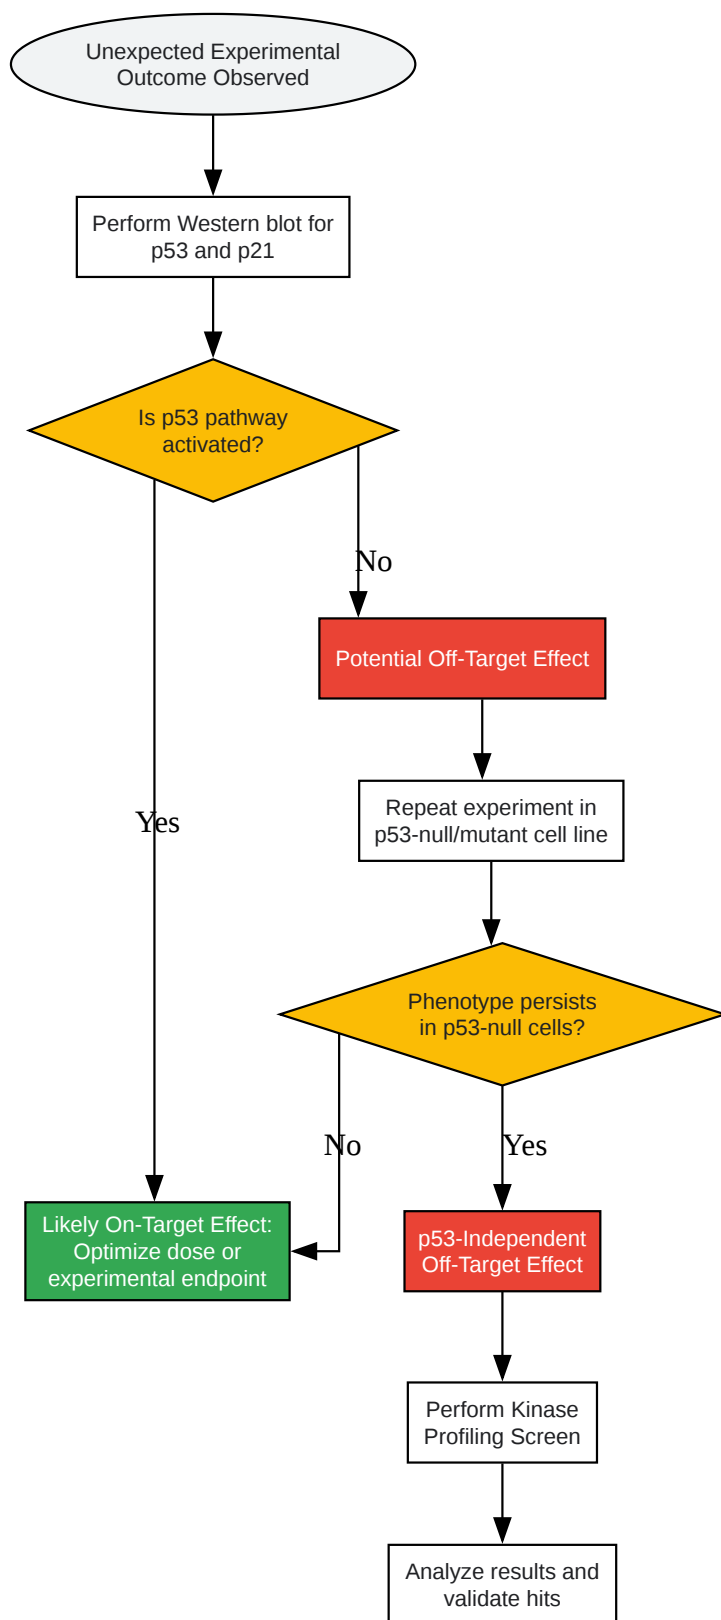 Unexpected Experimental
Outcome Observed
Perform Western blot for
p53 and p21
Is p53 pathway
activated?
No
Potential Off-Target Effect
Repeat experiment in
p53-null/mutant cell line
Yes
Phenotype persists
in p53-null cells?
No
Yes
Likely On-Target Effect:
Optimize dose or
experimental endpoint
p53-Independent
Off-Target Effect
Perform Kinase
Profiling Screen
Analyze results and
validate hits